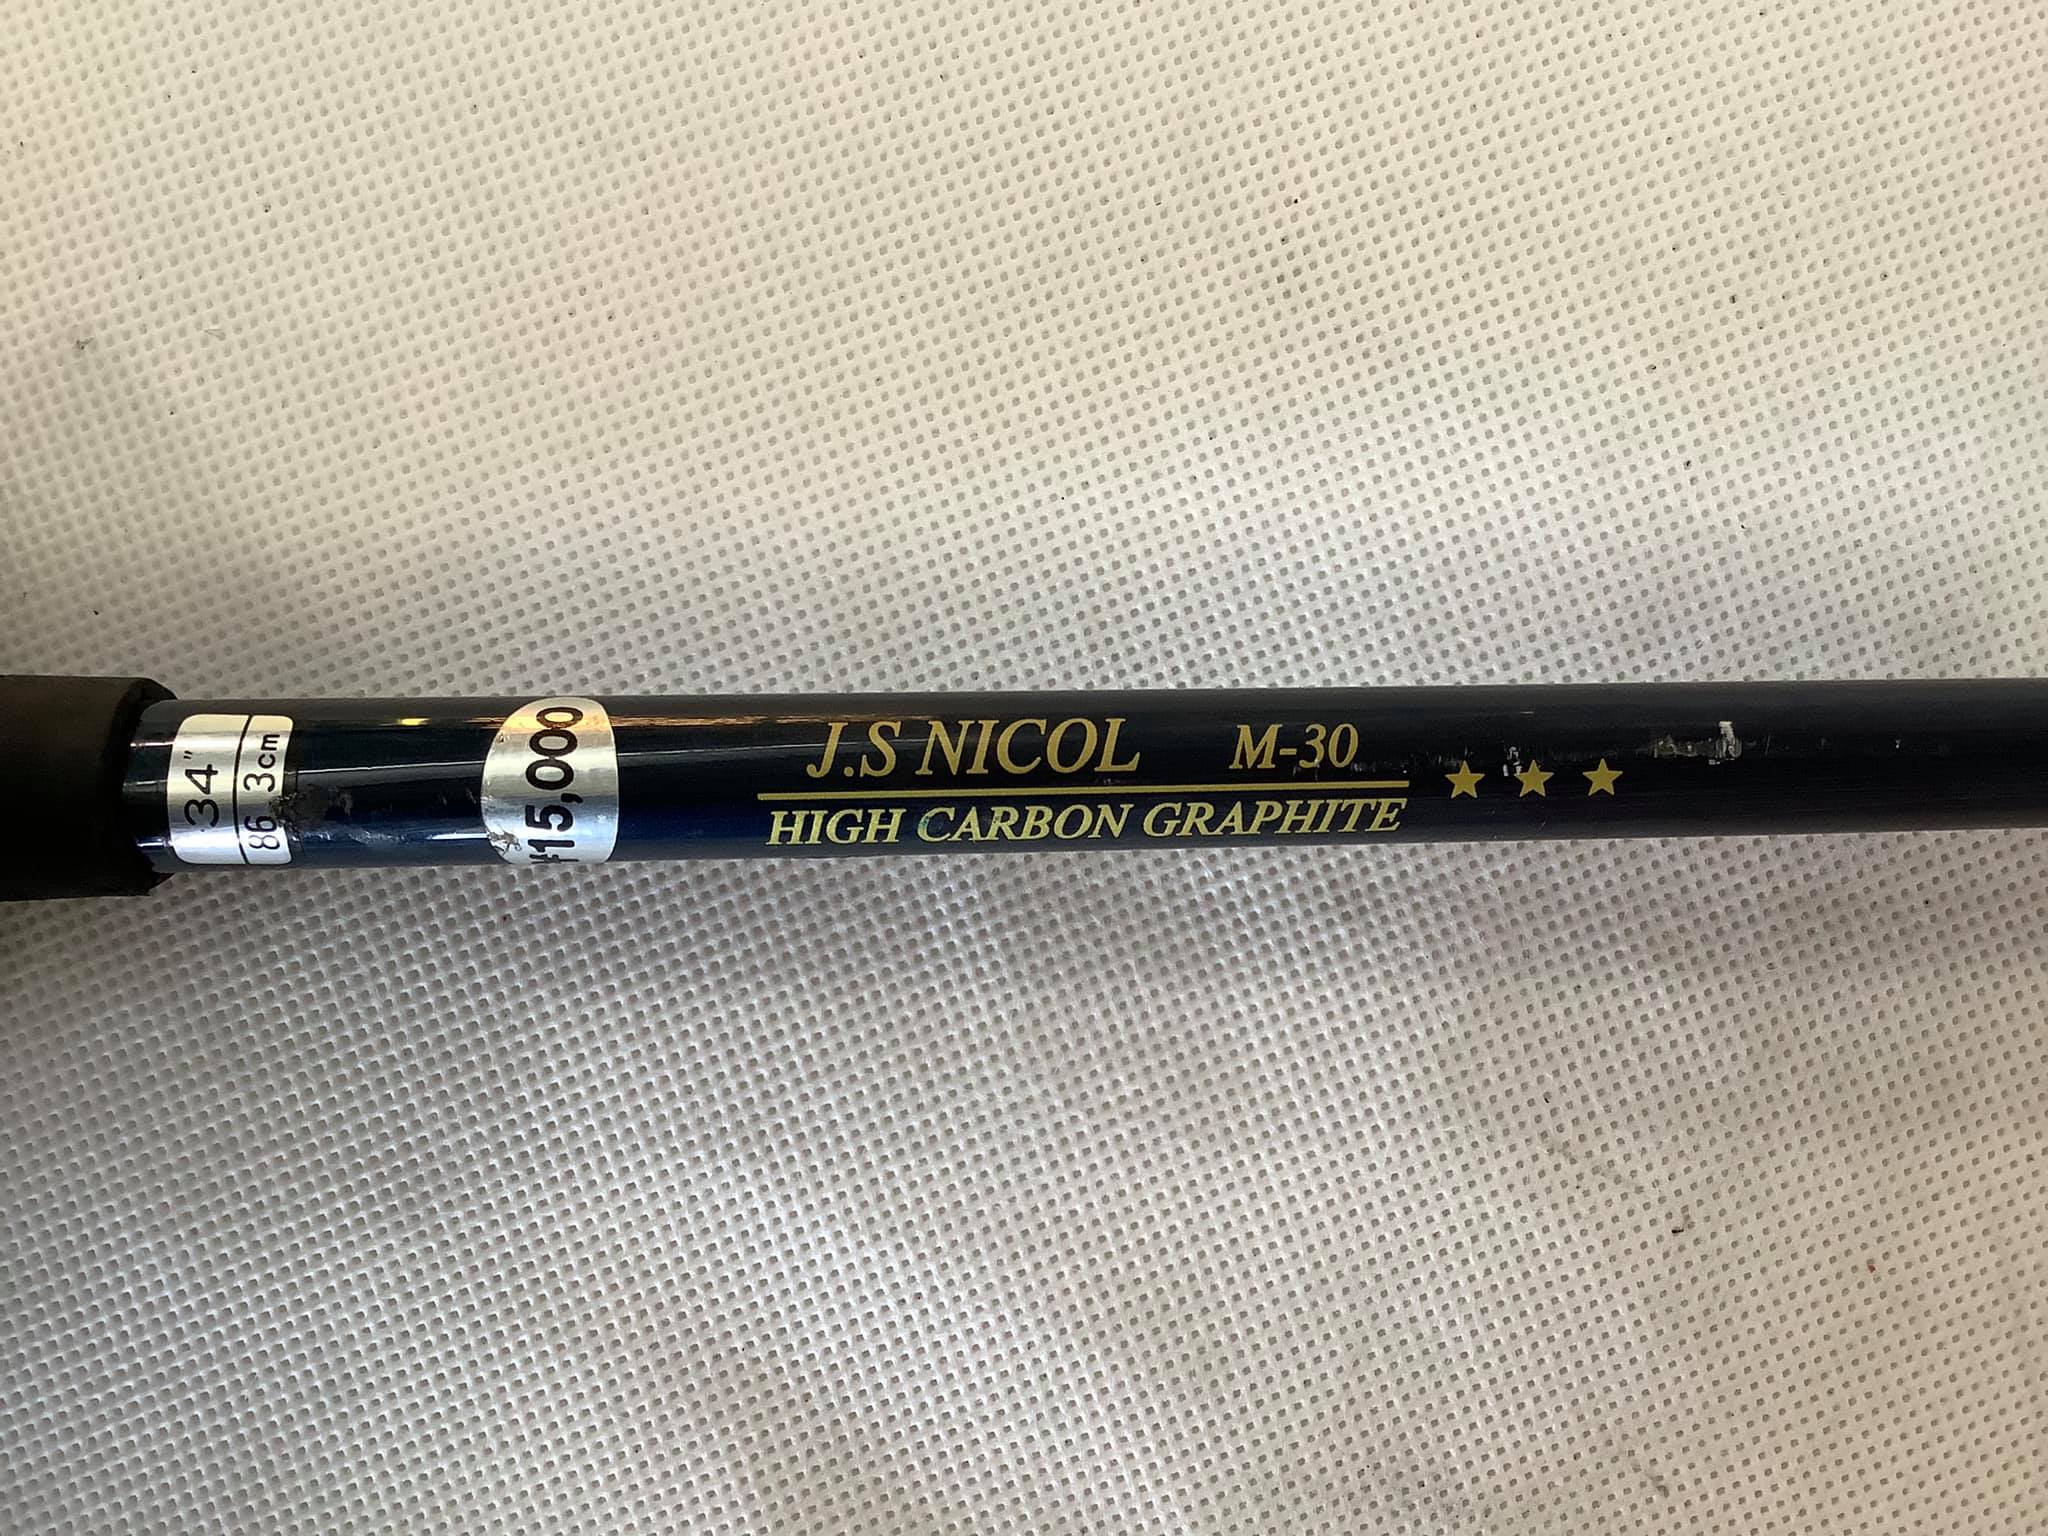 34"
86 3cm
¥15,000
J.S NICOL M-30
HIGH CARBON GRAPHITE